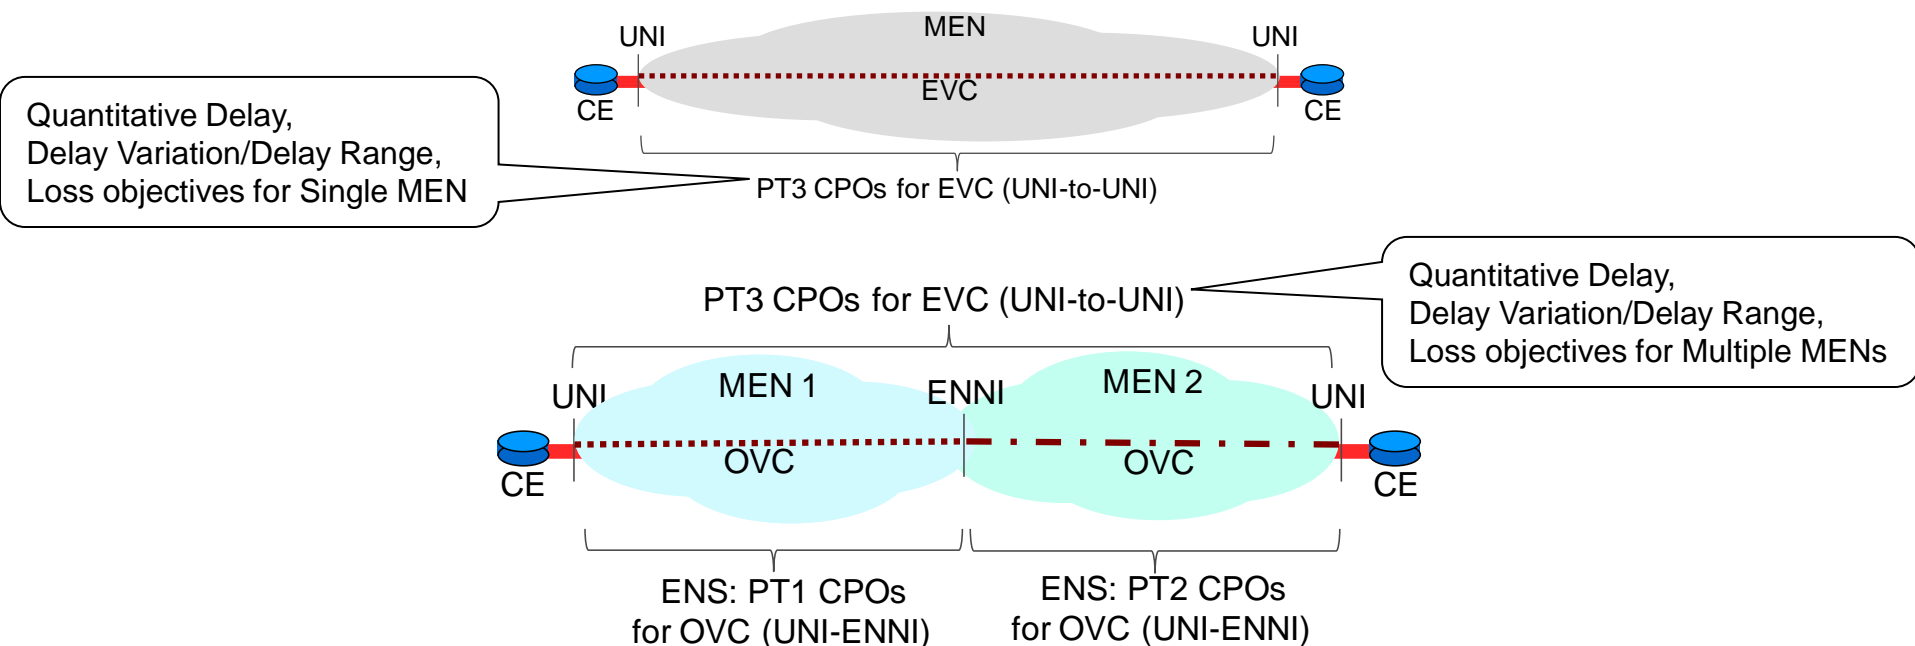 MEN
UNI
UNI
EVC
CE
CE
Quantitative Delay,
Delay Variation/Delay Range,
Loss objectives for Single MEN
PT3 CPOs for EVC (UNI-to-UNI)
Quantitative Delay,
Delay Variation/Delay Range,
Loss objectives for Multiple MENs
PT3 CPOs for EVC (UNI-to-UNI)
MEN 1
MEN 2
UNI
ENNI
UNI
OVC
OVC
CE
CE
ENS: PT1 CPOs
for OVC (UNI-ENNI)
ENS: PT2 CPOs
for OVC (UNI-ENNI)